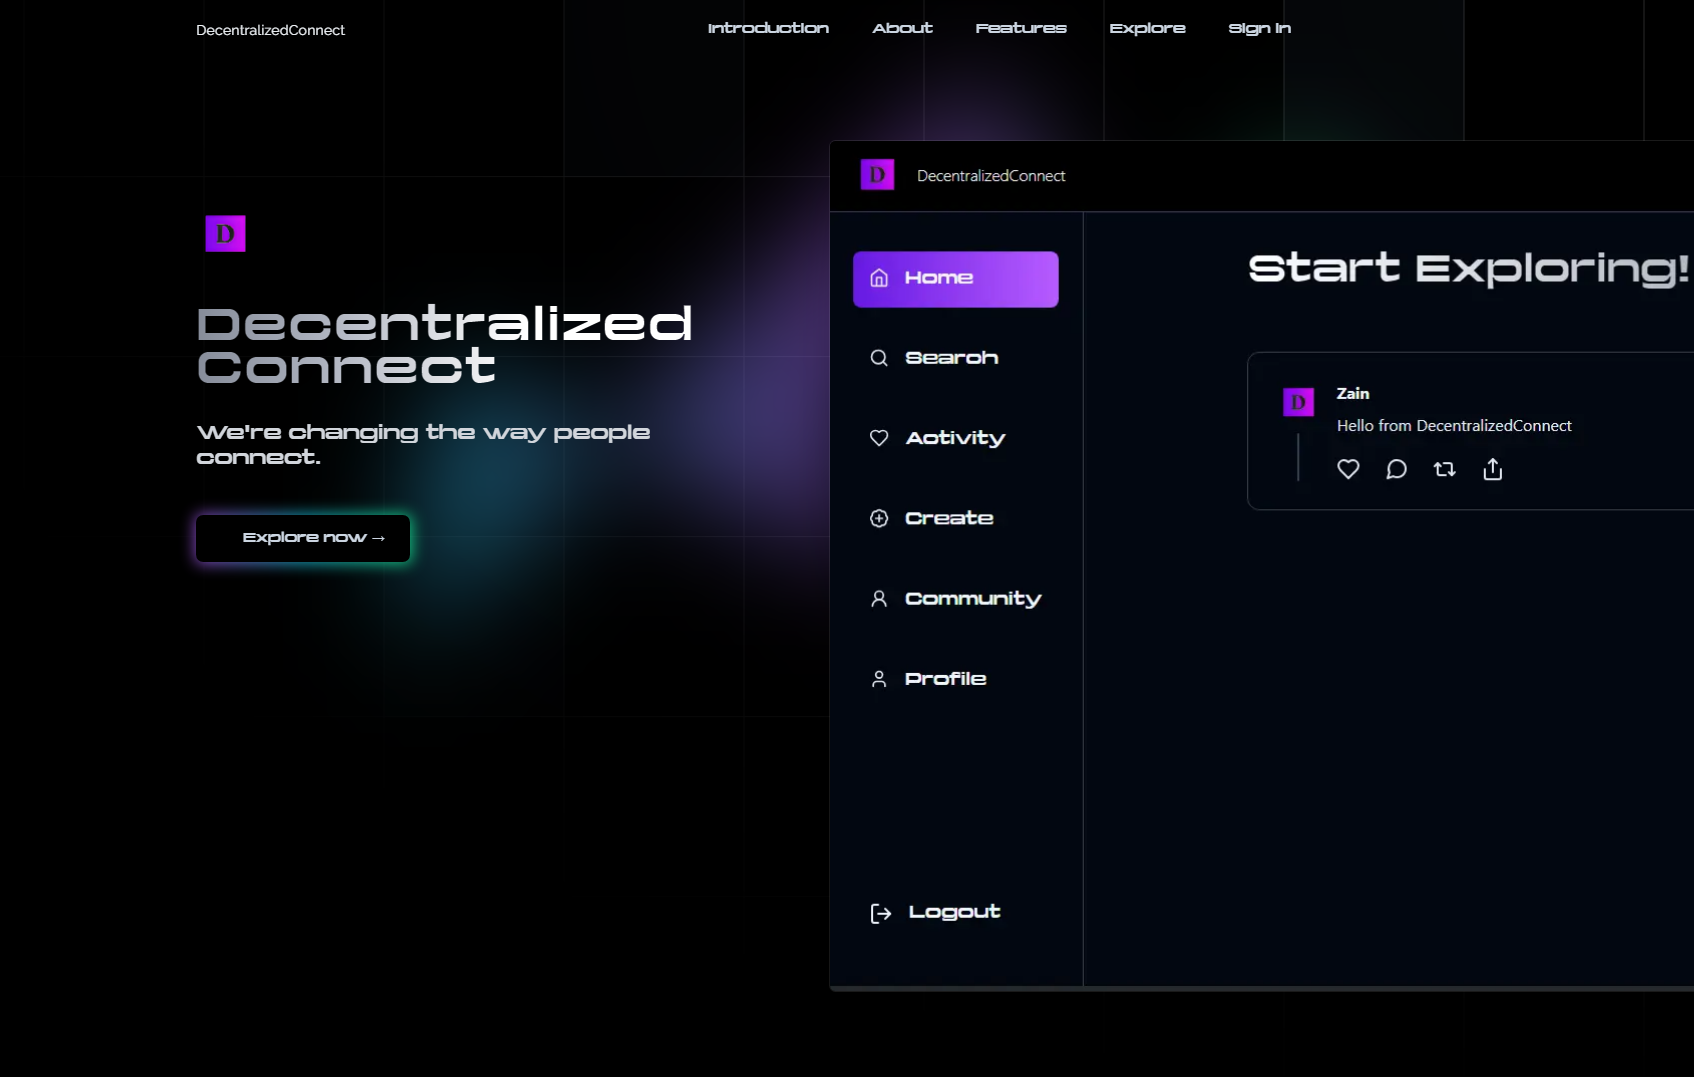 DecentralizedConnect
Introduction
About
Features
Explore
Sign in
D
Decentralized
Connect
We're changing the way people
connect.
Explore now →
D
DecentralizedConnect
Home
Search
Activity
Create
Community
Profile
Logout
Start Exploring!
D
Zain
Hello from DecentralizedConnect